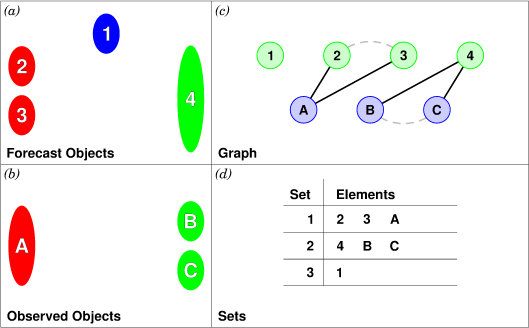 (a)
1
2
3
4
Forecast Objects
(b)
A
B
C
Observed Objects
(c)
1 2 3 4
A B C
Graph
(d)
Set Elements
1 2 3 A
2 4 B C
3 1
Sets